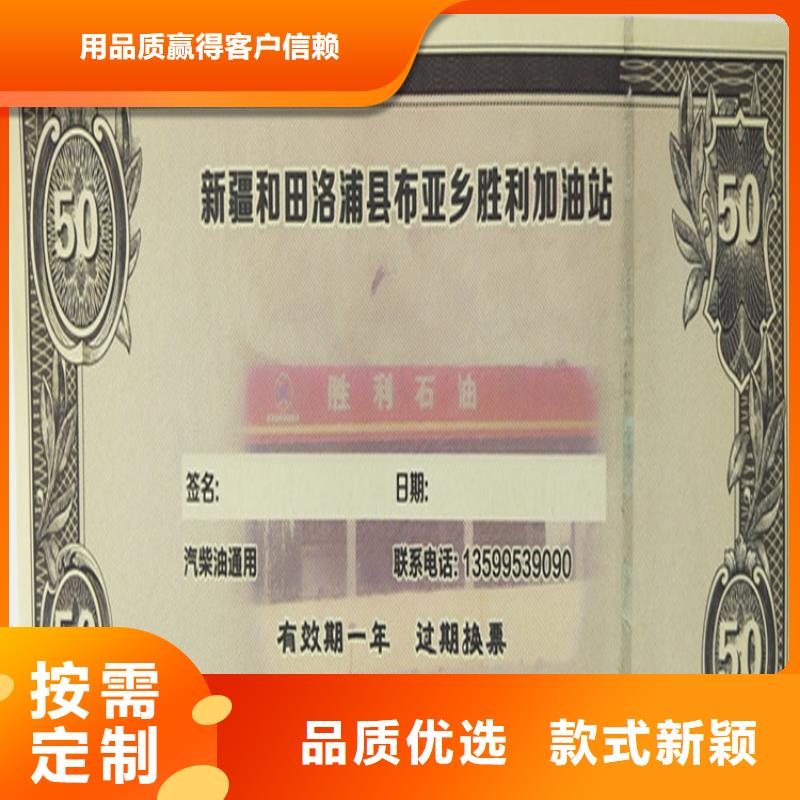 用品质赢得客户信赖
新疆和田洛浦县布亚乡胜利加油站
50
50
胜利石油
签名: 日期:
汽柴油通用 联系电话: 13599539090
有效期一年 过期换票
50
50
按需
定制
品质优选 款式新颖